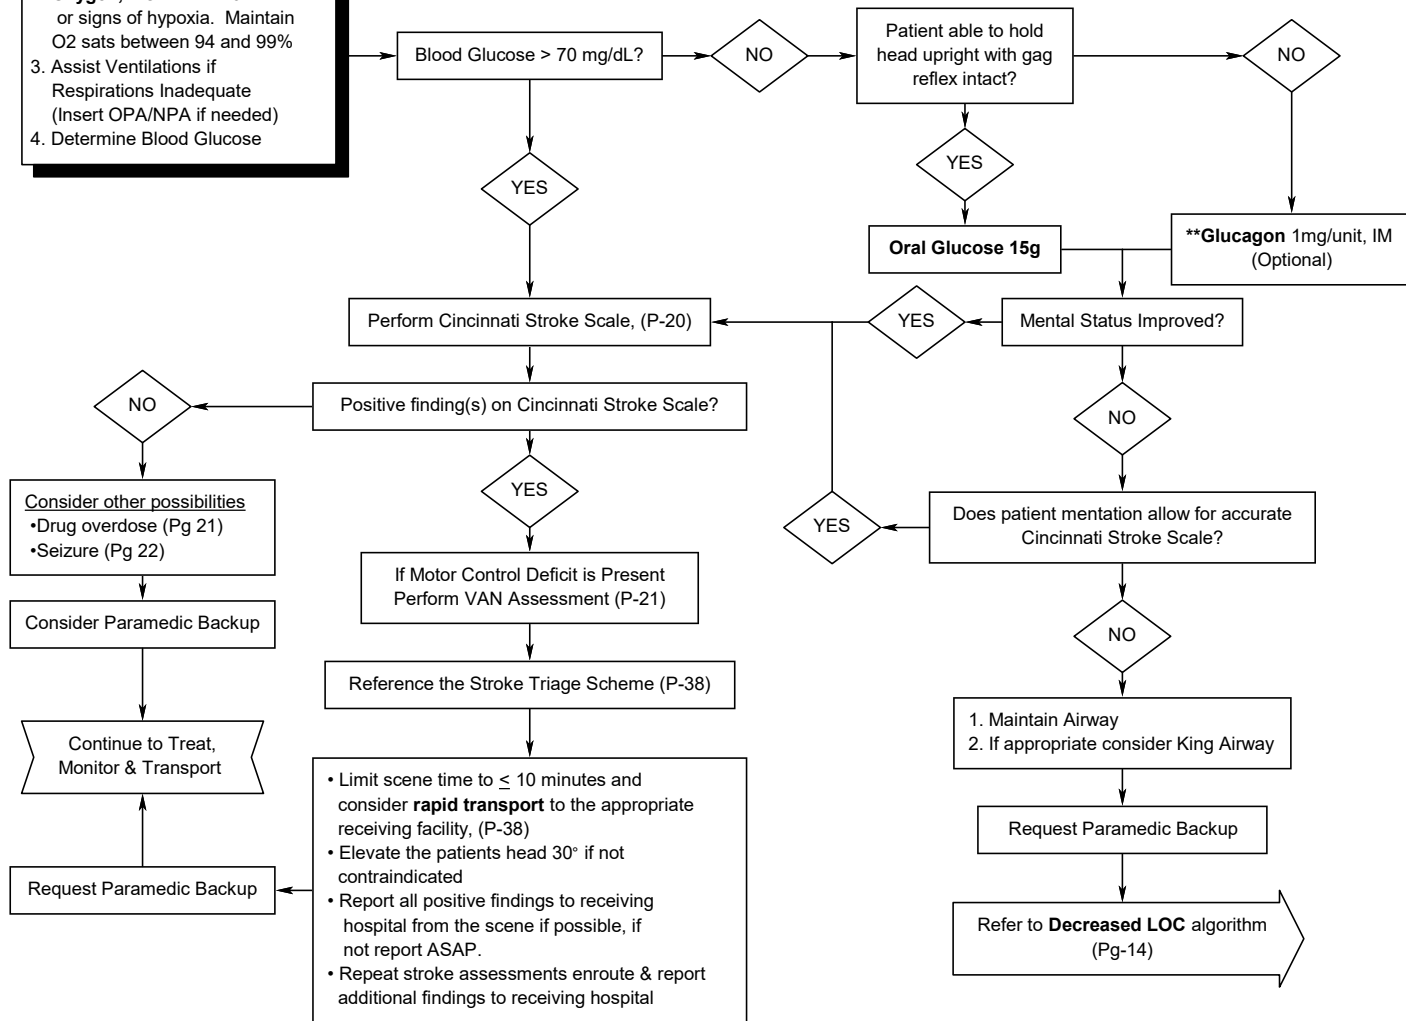 or signs of hypoxia. Maintain
O2 sats between 94 and 99%
3. Assist Ventilations if
Respirations Inadequate
(Insert OPA/NPA if needed)
4. Determine Blood Glucose
Blood Glucose > 70 mg/dL?
NO
Patient able to hold
head upright with gag
reflex intact?
NO
YES
YES
Oral Glucose 15g
**Glucagon 1mg/unit, IM
(Optional)
Perform Cincinnati Stroke Scale, (P-20)
YES
Mental Status Improved?
NO
Positive finding(s) on Cincinnati Stroke Scale?
NO
YES
YES
Does patient mentation allow for accurate
Cincinnati Stroke Scale?
Consider other possibilities
•Drug overdose (Pg 21)
•Seizure (Pg 22)
If Motor Control Deficit is Present
Perform VAN Assessment (P-21)
Consider Paramedic Backup
NO
Reference the Stroke Triage Scheme (P-38)
1. Maintain Airway
2. If appropriate consider King Airway
Continue to Treat,
Monitor & Transport
• Limit scene time to ≤ 10 minutes and
consider rapid transport to the appropriate
receiving facility, (P-38)
• Elevate the patients head 30° if not
contraindicated
• Report all positive findings to receiving
hospital from the scene if possible, if
not report ASAP.
• Repeat stroke assessments enroute & report
additional findings to receiving hospital
Request Paramedic Backup
Request Paramedic Backup
Refer to Decreased LOC algorithm
(Pg-14)